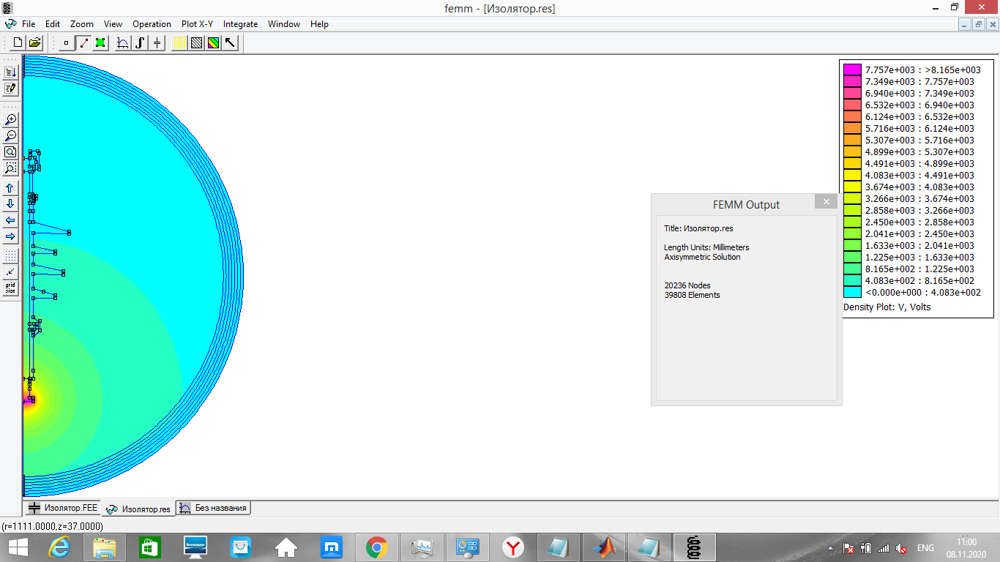 femm - [Изолятор.res]
File Edit Zoom View Operation Plot X-Y Integrate Window Help
grid
size
7.757e+003 : >8.165e+003
7.349e+003 : 7.757e+003
6.940e+003 : 7.349e+003
6.532e+003 : 6.940e+003
6.124e+003 : 6.532e+003
5.716e+003 : 6.124e+003
5.307e+003 : 5.716e+003
4.899e+003 : 5.307e+003
4.491e+003 : 4.899e+003
4.083e+003 : 4.491e+003
3.674e+003 : 4.083e+003
3.266e+003 : 3.674e+003
2.858e+003 : 3.266e+003
2.450e+003 : 2.858e+003
2.041e+003 : 2.450e+003
1.633e+003 : 2.041e+003
1.225e+003 : 1.633e+003
8.165e+002 : 1.225e+003
4.083e+002 : 8.165e+002
<0.000e+000 : 4.083e+002
Density Plot: V, Volts
FEMM Output
Title: Изолятор.res
Length Units: Millimeters
Axisymmetric Solution
20236 Nodes
39808 Elements
Изолятор.FEE Изолятор.res Без названия
(r=1111.0000,z=37.0000)
lenovo
ENG
11:00
08.11.2020